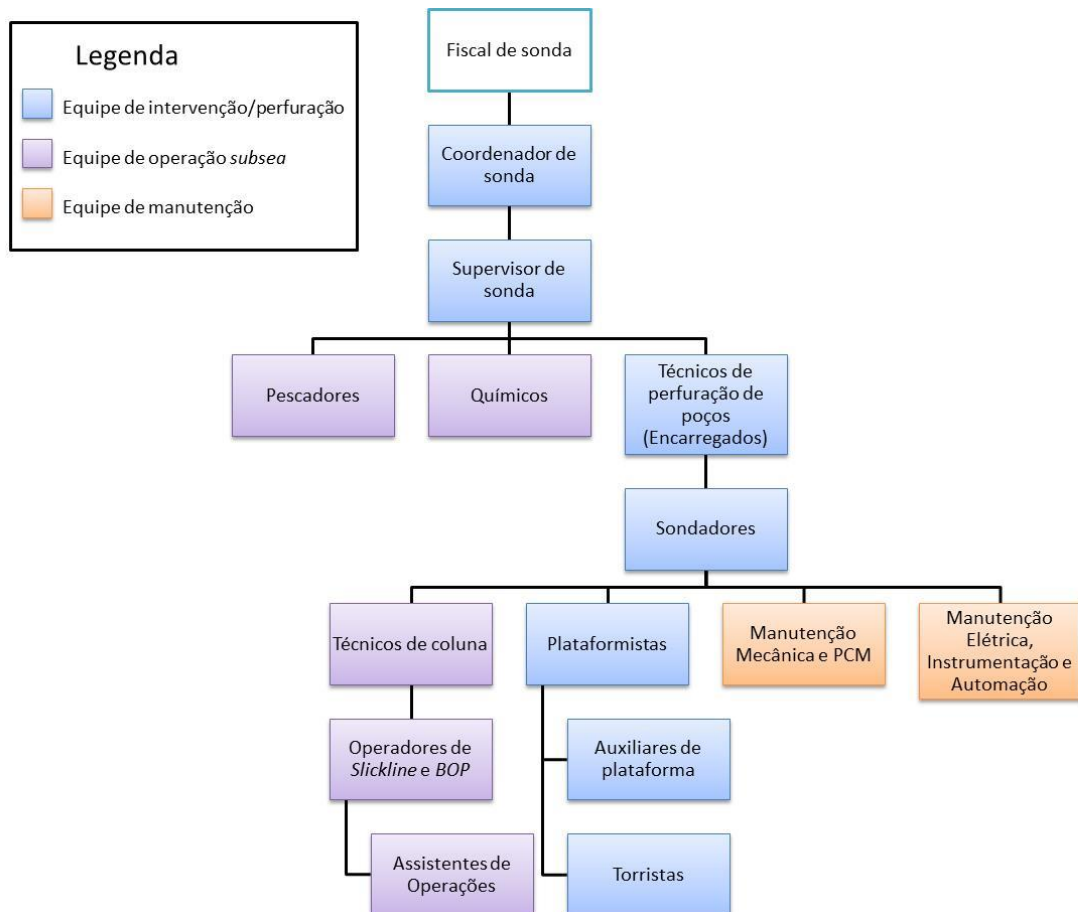 Legenda
Equipe de intervenção/perfuração
Equipe de operação subsea
Equipe de manutenção
Fiscal de sonda
Coordenador de
sonda
Supervisor de
sonda
Pescadores
Químicos
Técnicos de
perfuração de
poços
(Encarregados)
Sondadores
Técnicos de coluna
Plataformistas
Manutenção
Mecânica e PCM
Manutenção
Elétrica,
Instrumentação e
Automação
Operadores de
Slickline e BOP
Auxiliares de
plataforma
Assistentes de
Operações
Torristas